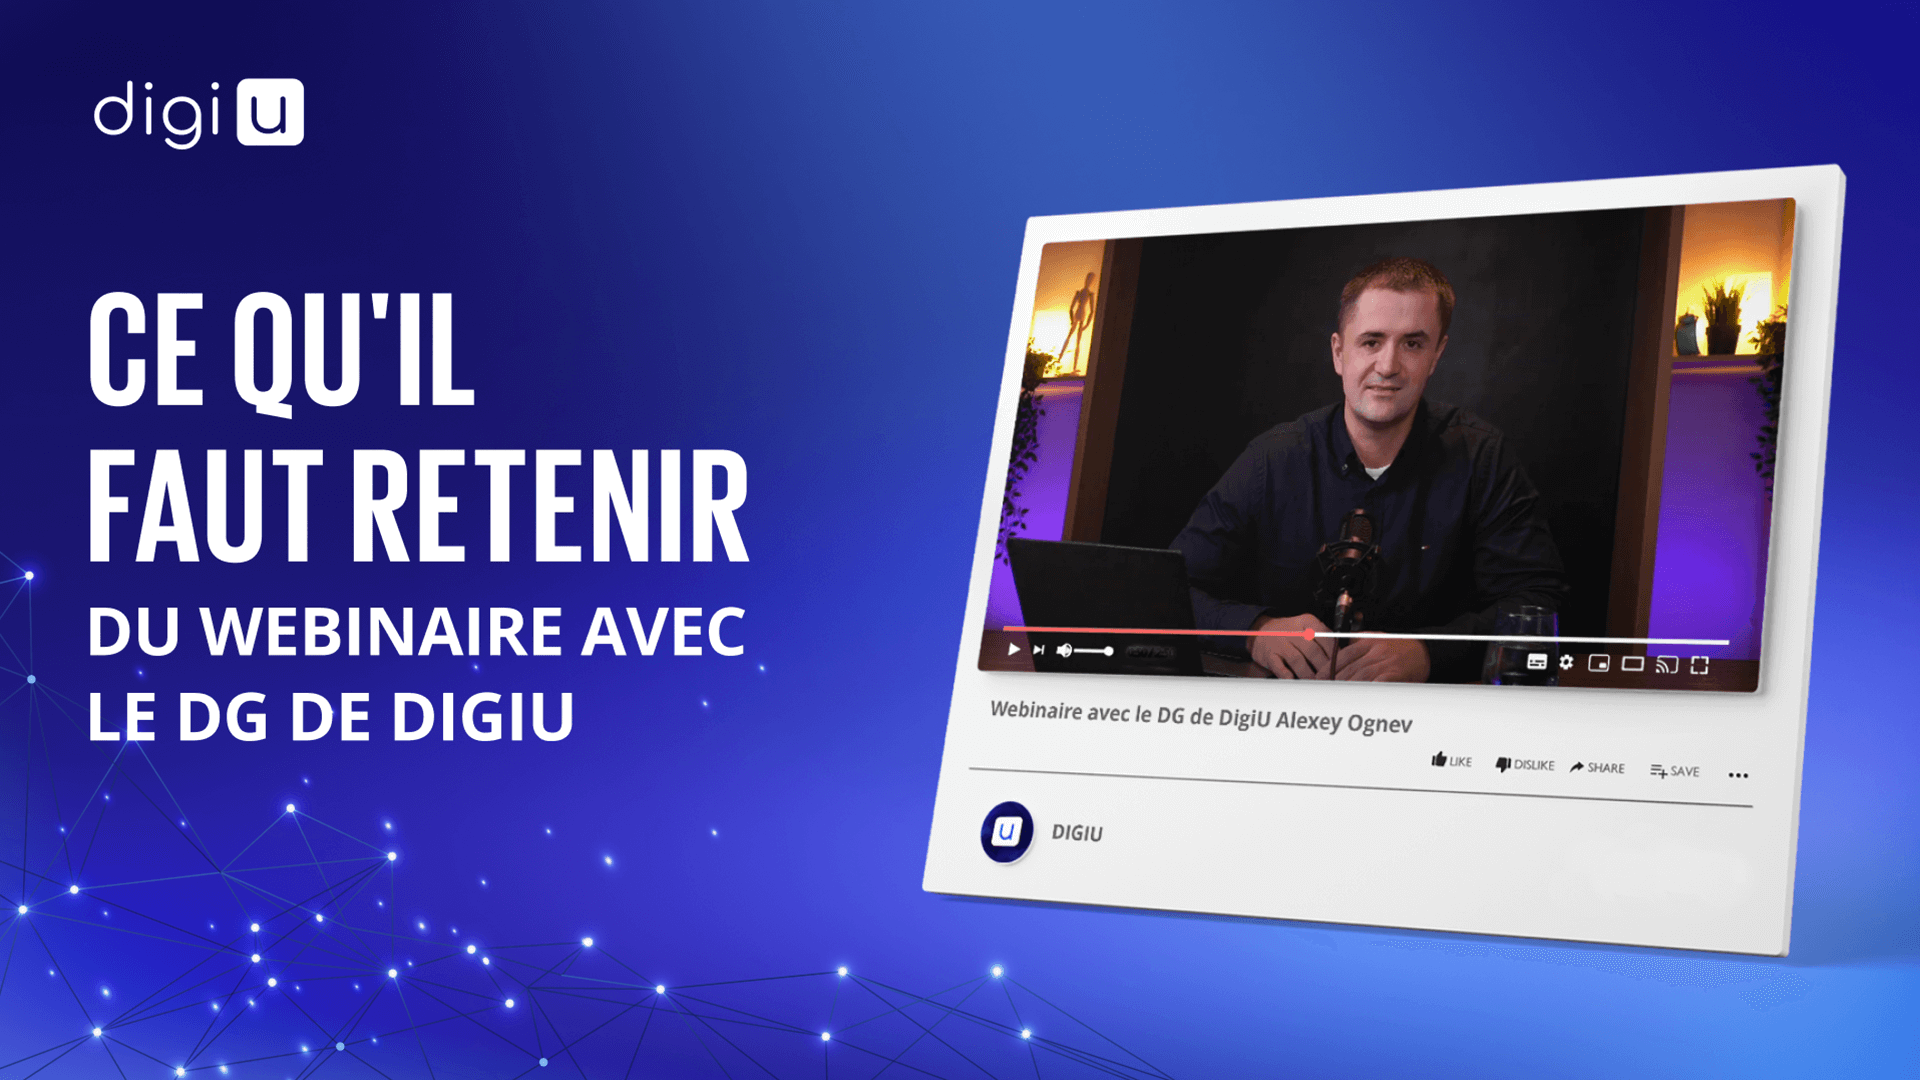 digi u
CE QU'IL
FAUT RETENIR
DU WEBINAIRE AVEC
LE DG DE DIGIU
Webinaire avec le DG de DigiU Alexey Ognev
LIKE DISLIKE SHARE SAVE
u DIGIU